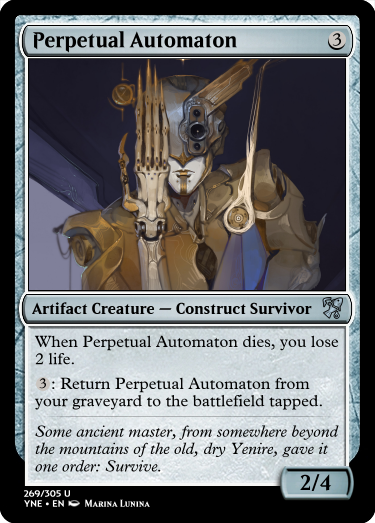 Perpetual Automaton 3
Artifact Creature — Construct Survivor
When Perpetual Automaton dies, you lose
2 life.
3: Return Perpetual Automaton from
your graveyard to the battlefield tapped.
Some ancient master, from somewhere beyond
the mountains of the old, dry Yenire, gave it
one order: Survive.
2/4
269/305 U
YNE • EN Marina Lunina